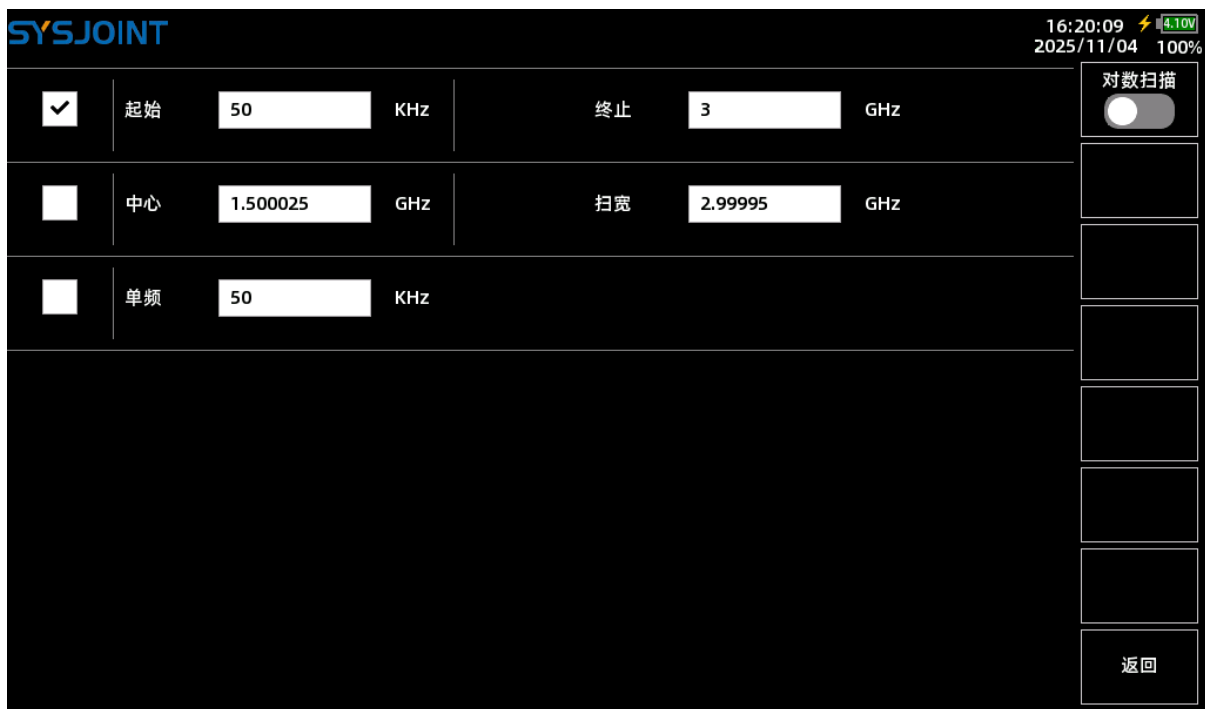 SYSJOINT
16:20:09 4.10V
2025/11/04 100%
对数扫描
起始 50 KHz 终止 3 GHz
中心 1.500025 GHz 扫宽 2.99995 GHz
单频 50 KHz
返回